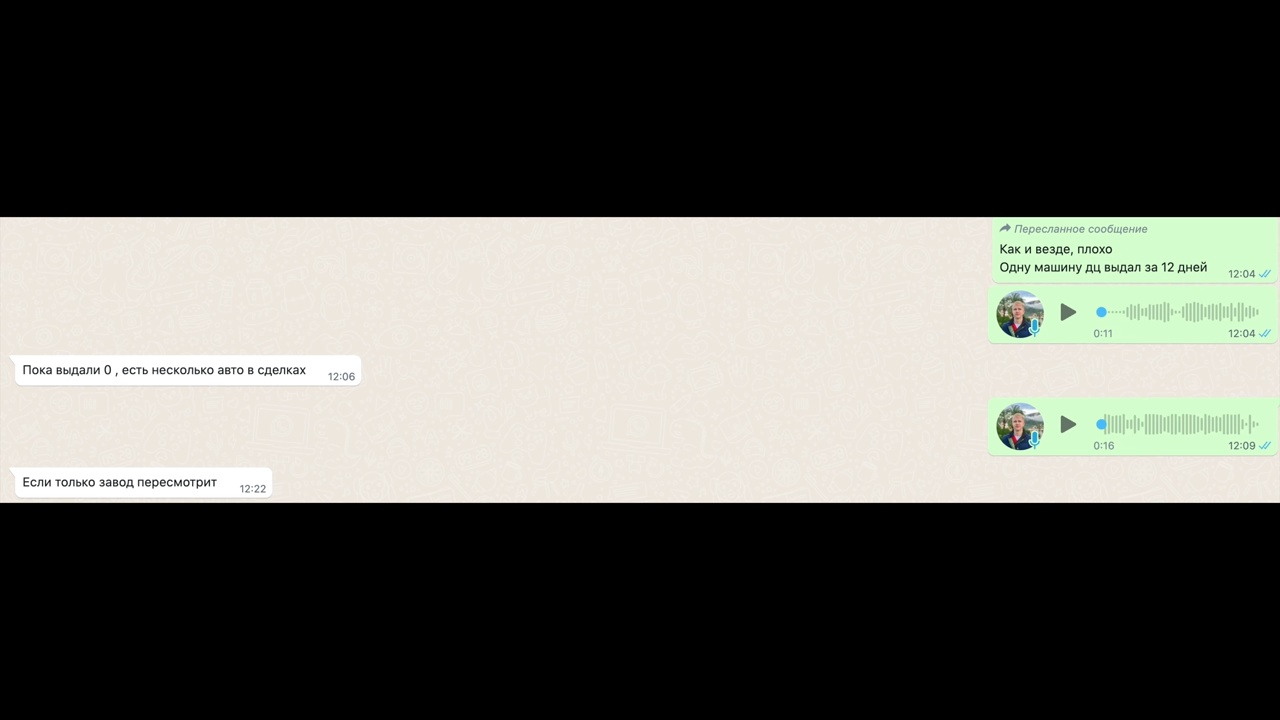 Пересланное сообщение
Как и везде, плохо
Одну машину дц выдал за 12 дней
12:04
0:11
12:04
Пока выдали 0 , есть несколько авто в сделках
12:06
0:16
12:09
Если только завод пересмотрит
12:22